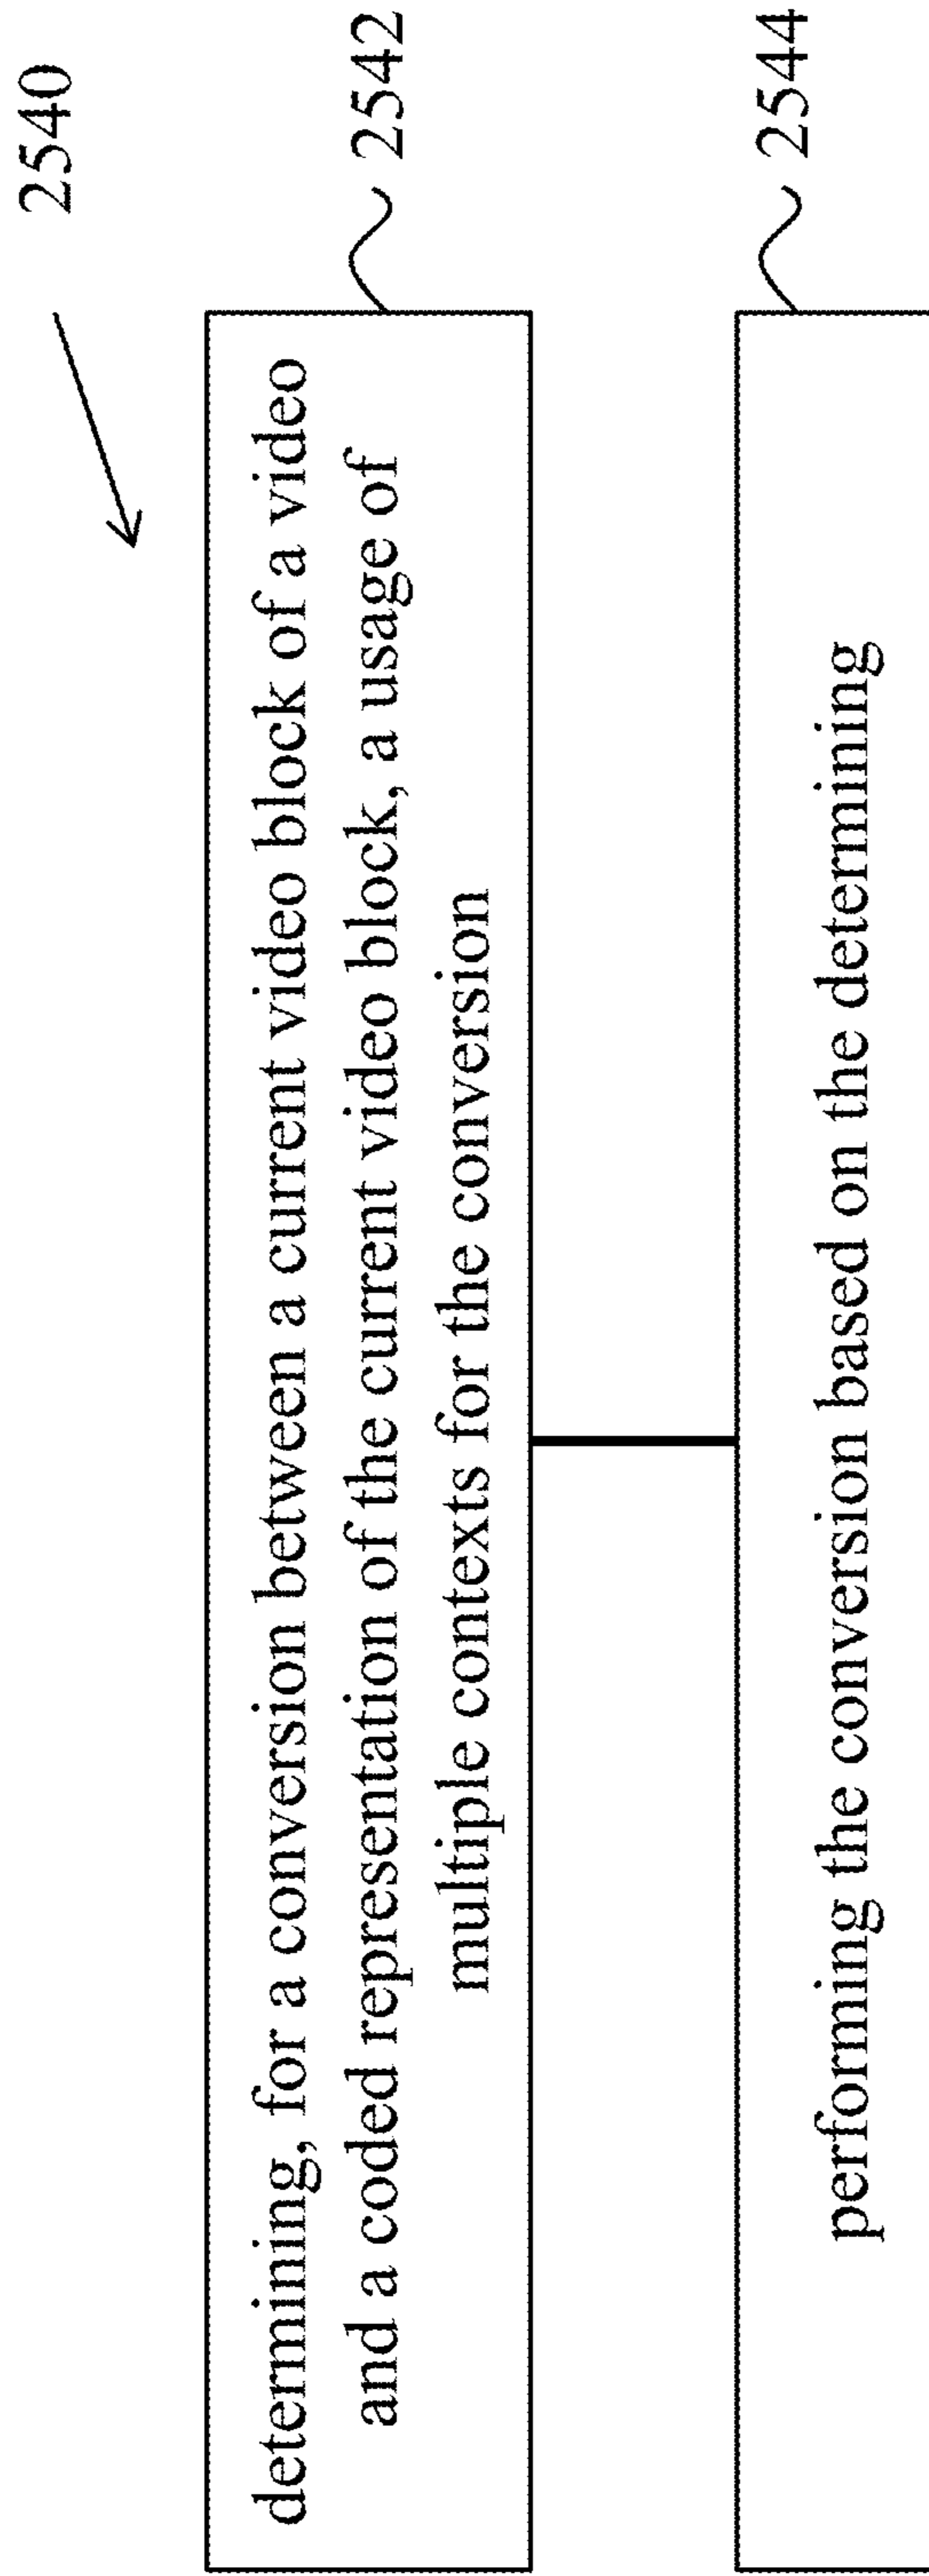 2540
determining, for a conversion between a current video block of a video
and a coded representation of the current video block, a usage of
multiple contexts for the conversion
2542
performing the conversion based on the determining
2544